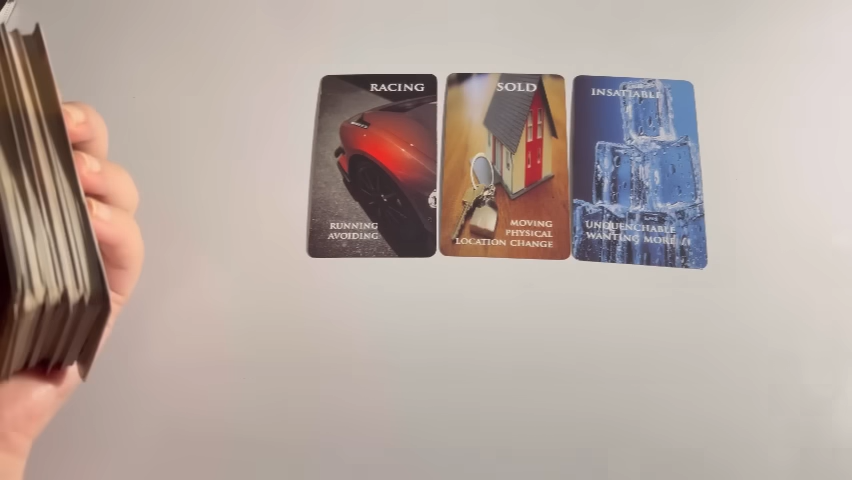 RACING
RUNNING
AVOIDING
SOLD
MOVING
PHYSICAL
LOCATION CHANGE
INSATIABLE
UNQUENCHABLE
WANTING MORE